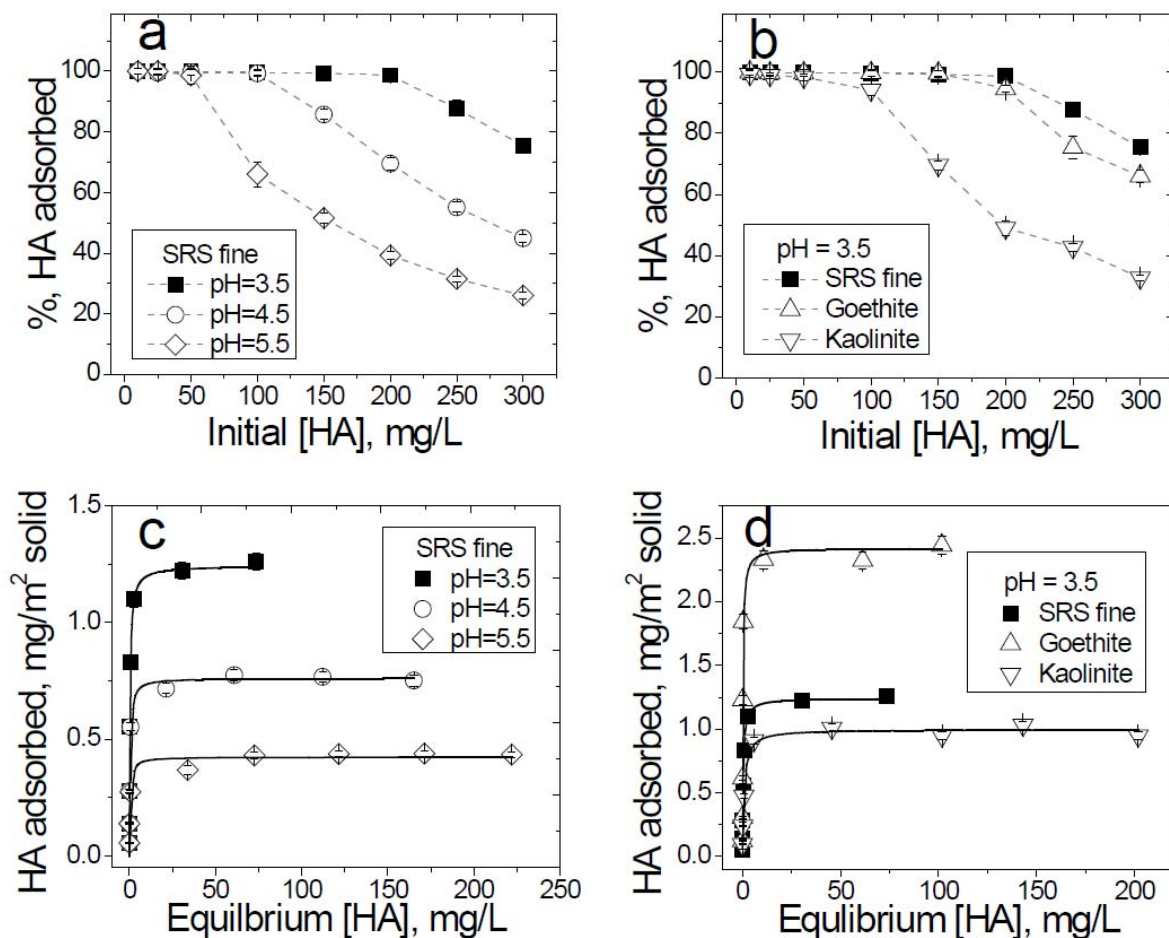 a
%, HA adsorbed
100
80
60
40
20
0
SRS fine
pH=3.5
pH=4.5
pH=5.5
0 50 100 150 200 250 300
Initial [HA], mg/L
b
%, HA adsorbed
100
80
60
40
20
0
pH = 3.5
SRS fine
Goethite
Kaolinite
0 50 100 150 200 250 300
Initial [HA], mg/L
c
HA adsorbed, mg/m² solid
1.5
1.0
0.5
0.0
SRS fine
pH=3.5
pH=4.5
pH=5.5
0 50 100 150 200 250
Equilbrium [HA], mg/L
d
HA adsorbed, mg/m² solid
2.5
2.0
1.5
1.0
0.5
0.0
pH = 3.5
SRS fine
Goethite
Kaolinite
0 50 100 150 200
Equlibrium [HA], mg/L